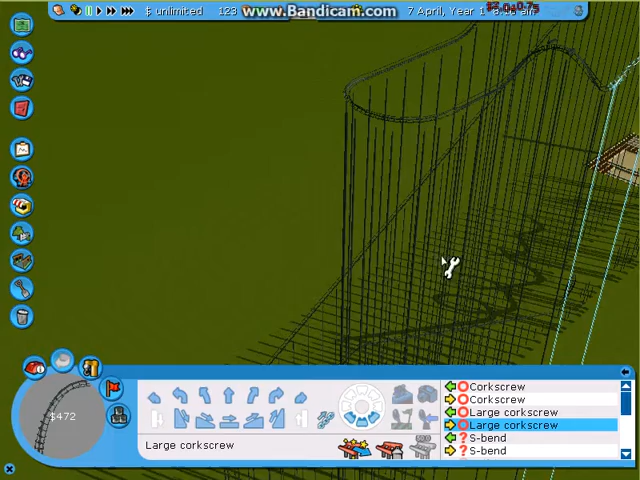 $ unlimited 123 www.Bandicam.com 7 April, Year 1
$472
Large corkscrew
Corkscrew
Corkscrew
Large corkscrew
Large corkscrew
S-bend
S-bend